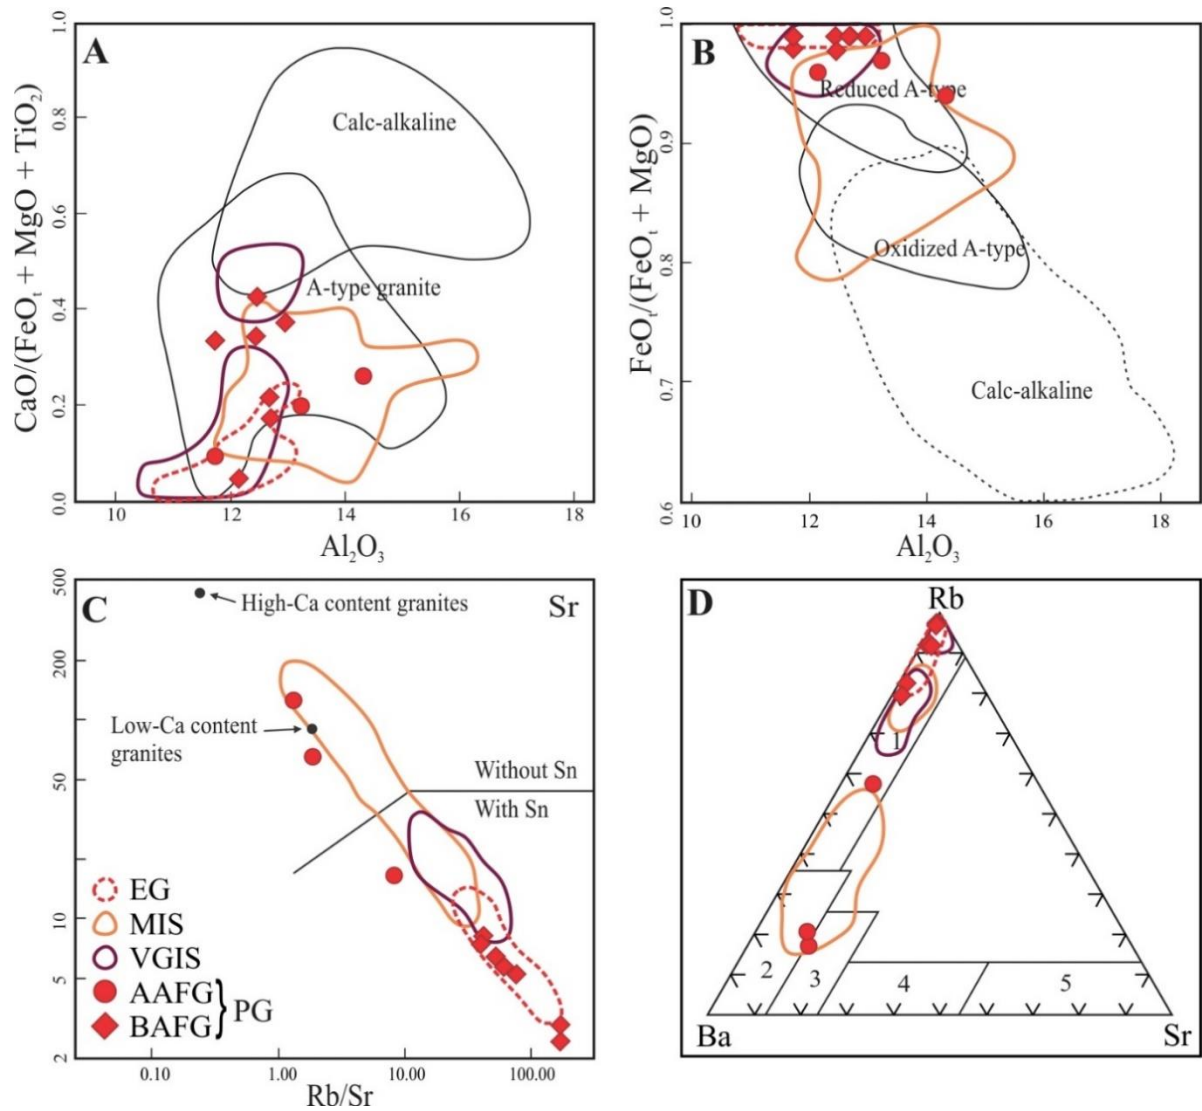 A
CaO/(FeOt + MgO + TiO2)
1.0
0.8
0.6
0.4
0.2
0.0
Calc-alkaline
A-type granite
10
12
14
16
18
Al2O3
B
FeOt/(FeOt + MgO)
1.0
0.9
0.8
0.7
0.6
Reduced A-type
Oxidized A-type
Calc-alkaline
10
12
14
16
18
Al2O3
C
Sr
500
200
50
10
5
2
High-Ca content granites
Low-Ca content
granites
Without Sn
With Sn
EG
MIS
VGIS
AAFG
BAFG
PG
0.10
1.00
10.00
100.00
Rb/Sr
D
Rb
1
2
3
4
5
Ba
Sr